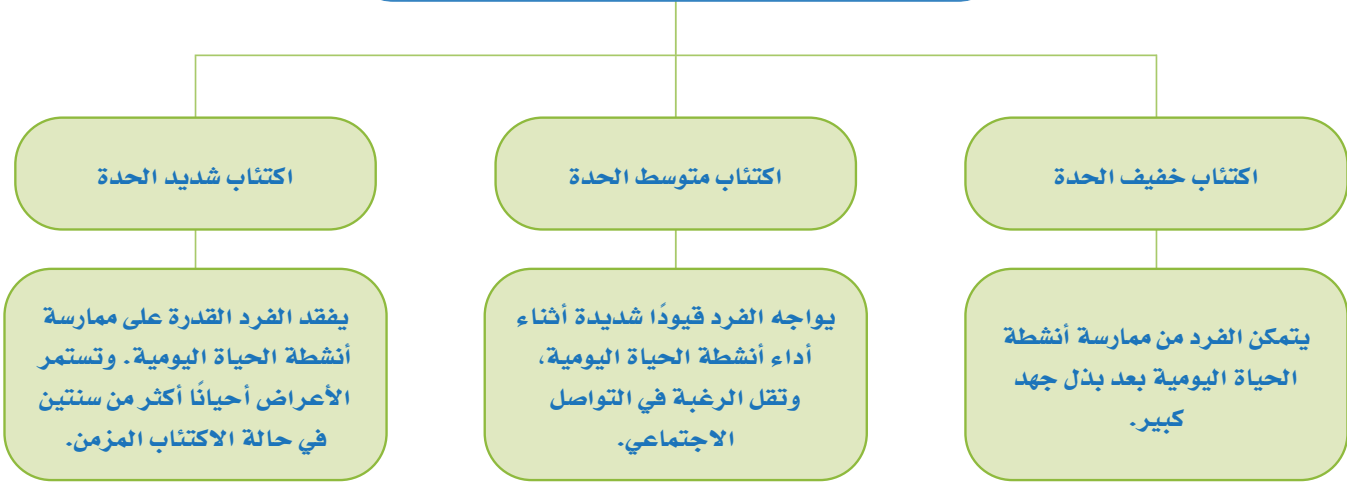 اكتئاب خفيف الحدة
اكتئاب متوسط الحدة
اكتئاب شديد الحدة
يتمكن الفرد من ممارسة أنشطة
الحياة اليومية بعد بذل جهد
كبير.
يواجه الفرد قيودًا شديدة أثناء
أداء أنشطة الحياة اليومية،
وتقل الرغبة في التواصل
الاجتماعي.
يفقد الفرد القدرة على ممارسة
أنشطة الحياة اليومية. وتستمر
الأعراض أحيانًا أكثر من سنتين
في حالة الاكتئاب المزمن.